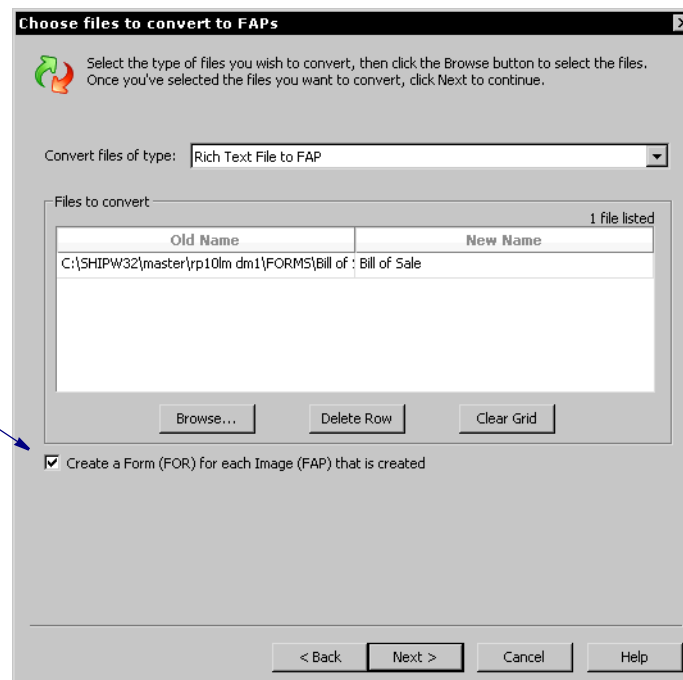 Choose files to convert to FAPs
Select the type of files you wish to convert, then click the Browse button to select the files.
Once you've selected the files you want to convert, click Next to continue.
Convert files of type: Rich Text File to FAP
Files to convert
1 file listed
Old Name New Name
C:\SHIPW32\master\rp10lm dm1\FORMS\Bill of Bill of Sale
Browse... Delete Row Clear Grid
Create a Form (FOR) for each Image (FAP) that is created
< Back Next > Cancel Help